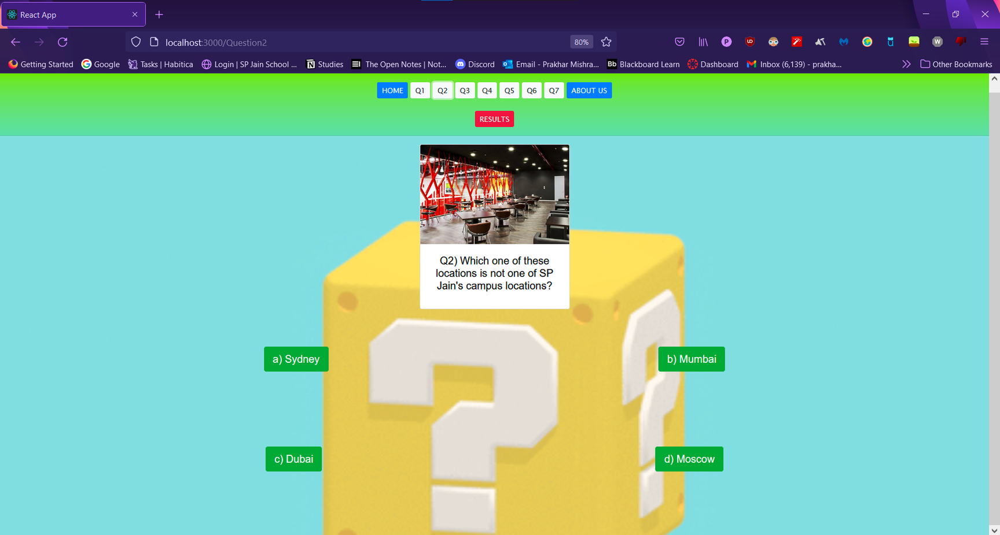 React App
localhost:3000/Question2
80%
Getting Started
Google
Tasks | Habitica
Login | SP Jain School ...
Studies
The Open Notes | Not...
Discord
Email - Prakhar Mishra...
Bb Blackboard Learn
Dashboard
Inbox (6,139) - prakha...
Other Bookmarks
HOME Q1 Q2 Q3 Q4 Q5 Q6 Q7 ABOUT US
RESULTS
Q2) Which one of these
locations is not one of SP
Jain's campus locations?
a) Sydney
b) Mumbai
c) Dubai
d) Moscow